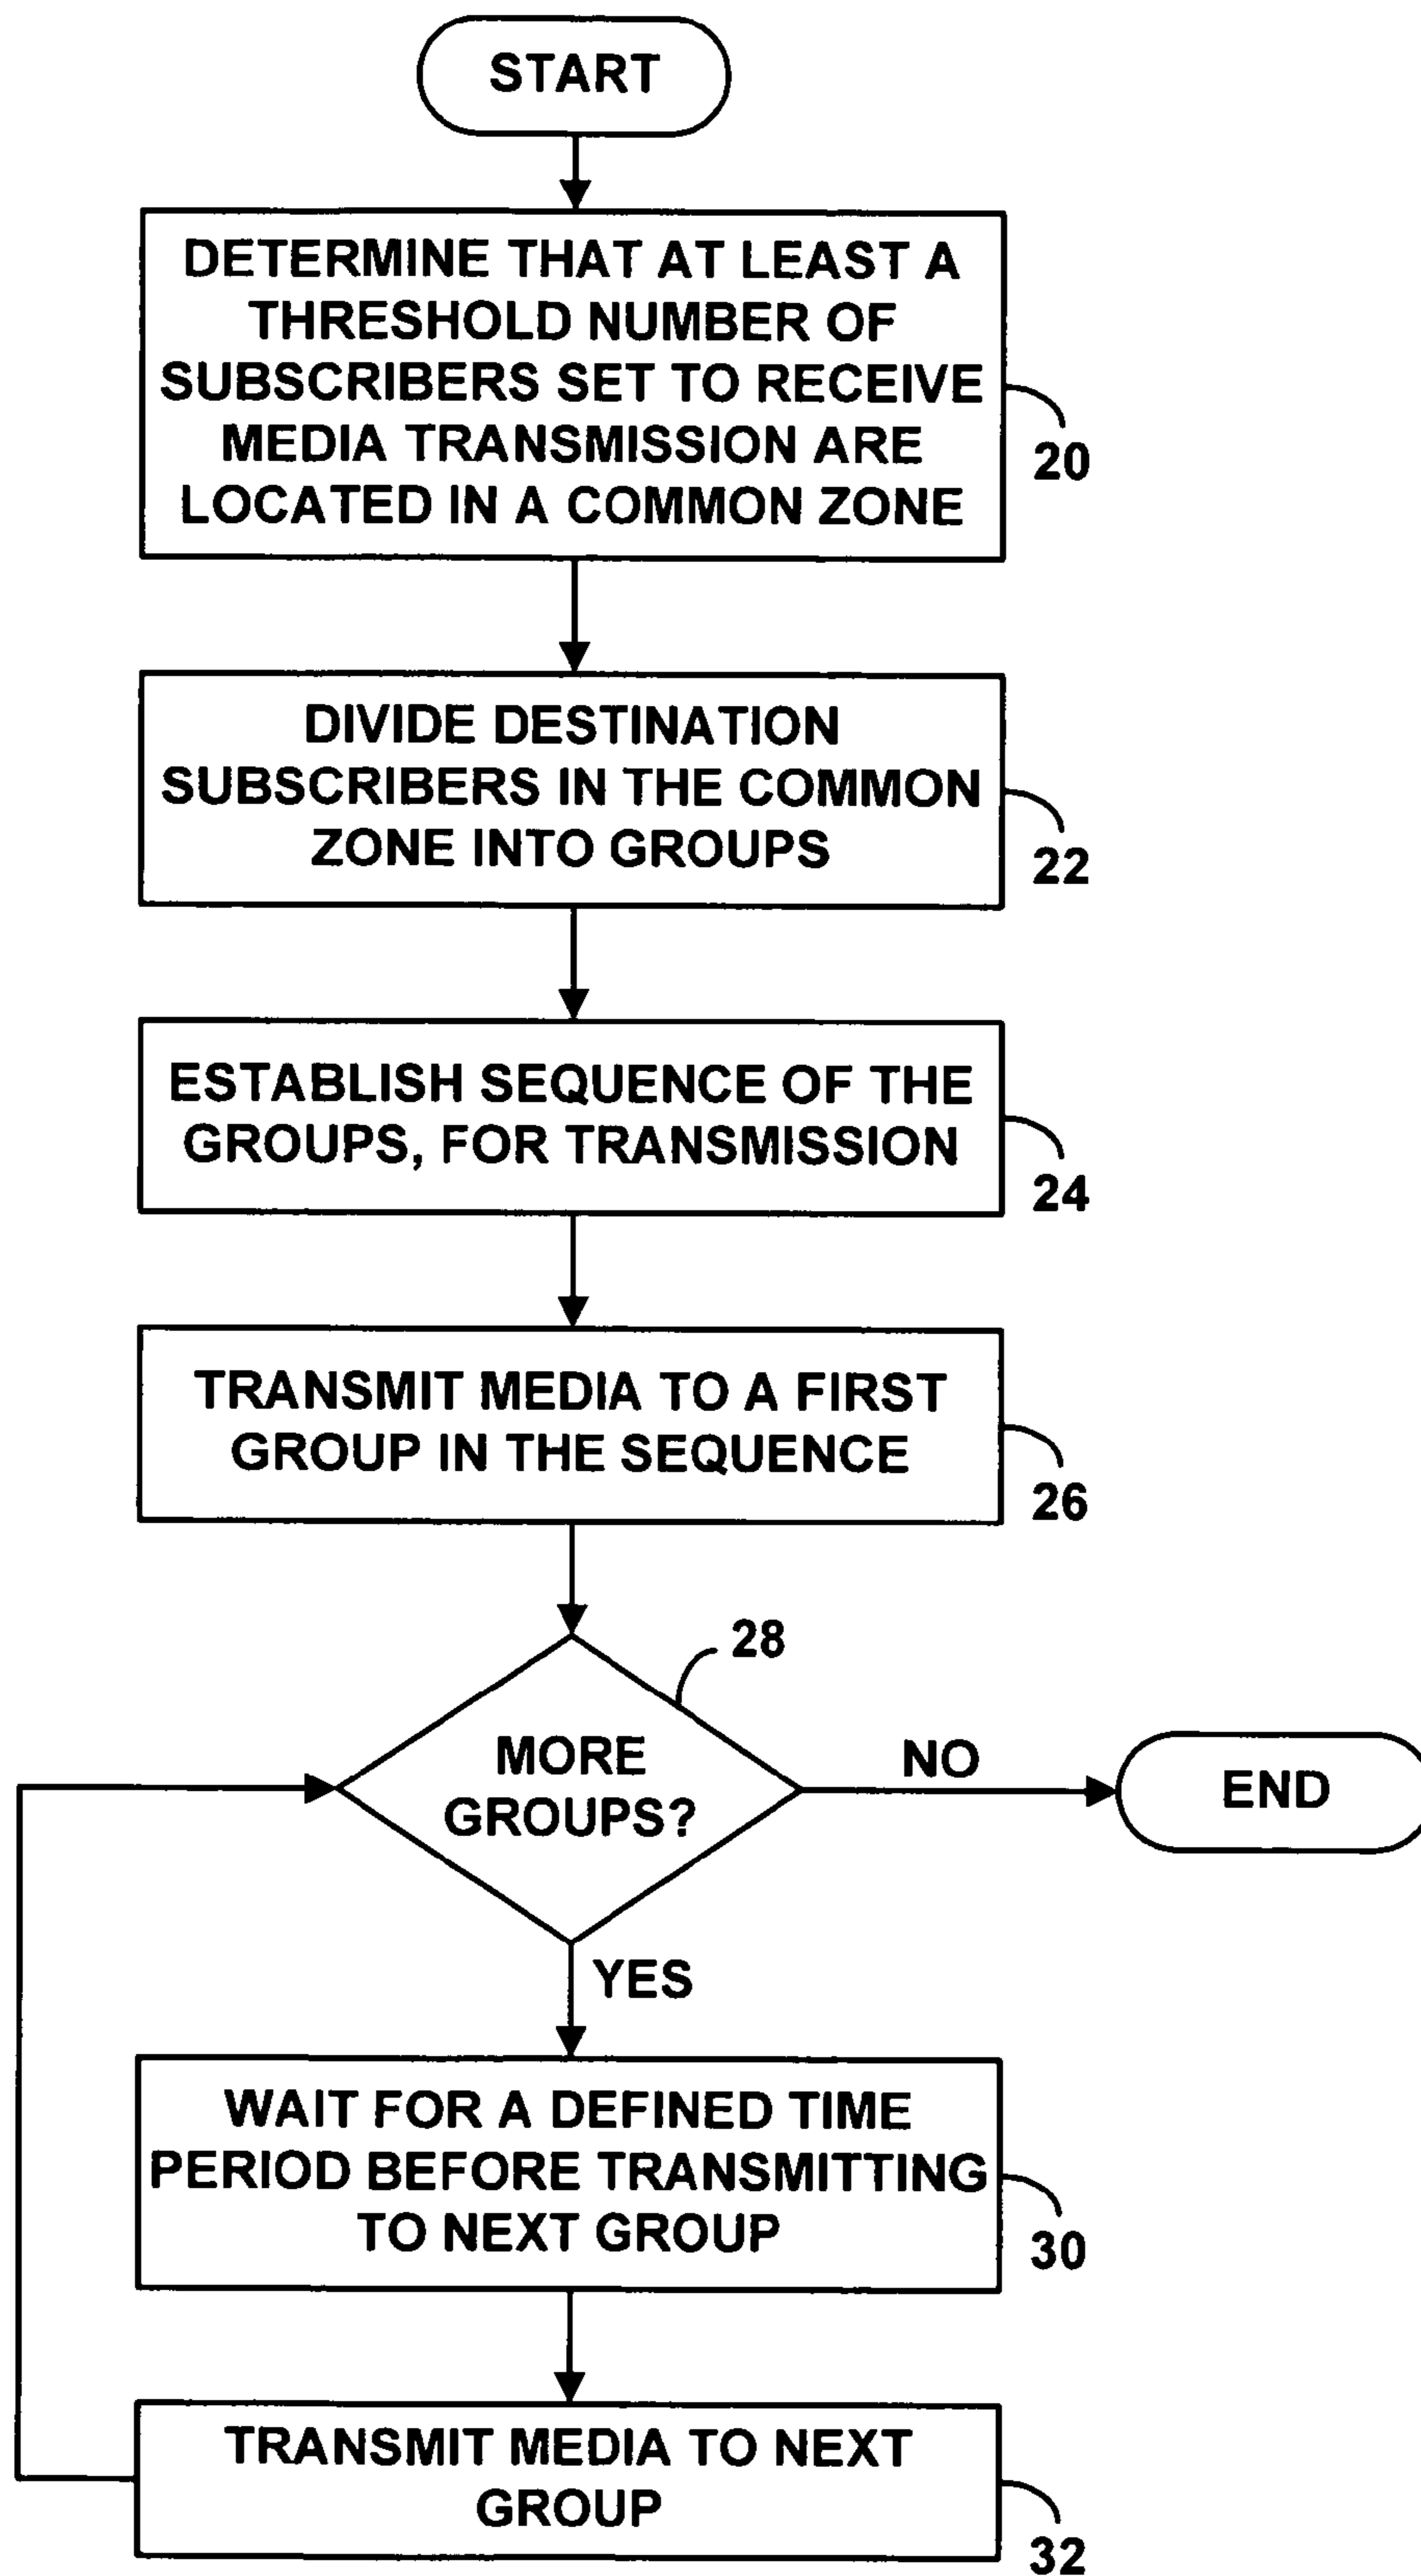 START
DETERMINE THAT AT LEAST A
THRESHOLD NUMBER OF
SUBSCRIBERS SET TO RECEIVE
MEDIA TRANSMISSION ARE
LOCATED IN A COMMON ZONE
20
DIVIDE DESTINATION
SUBSCRIBERS IN THE COMMON
ZONE INTO GROUPS
22
ESTABLISH SEQUENCE OF THE
GROUPS, FOR TRANSMISSION
24
TRANSMIT MEDIA TO A FIRST
GROUP IN THE SEQUENCE
26
28
MORE
GROUPS?
NO
END
YES
WAIT FOR A DEFINED TIME
PERIOD BEFORE TRANSMITTING
TO NEXT GROUP
30
TRANSMIT MEDIA TO NEXT
GROUP
32